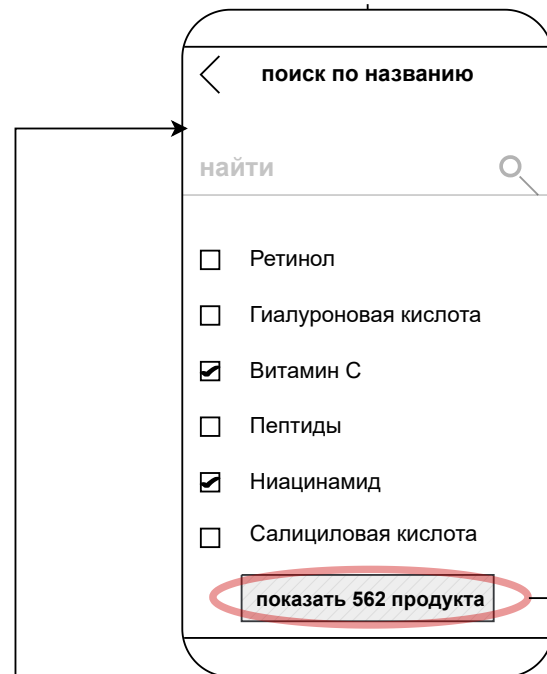 поиск по названию
найти
Ретинол
Гиалуроновая кислота
Витамин С
Пептиды
Ниацинамид
Салициловая кислота
показать 562 продукта